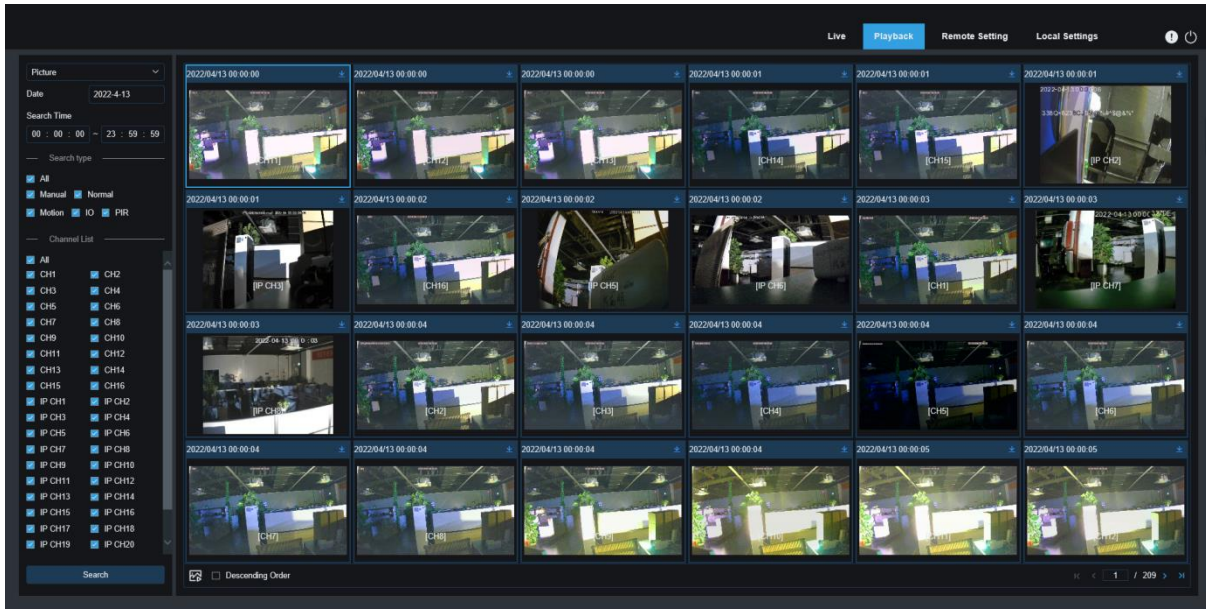 Live Playback Remote Setting Local Settings
Picture
Date 2022-4-13
Search Time
00 : 00 : 00 ~ 23 : 59 : 59
Search type
All
Manual Normal
Motion IO PIR
Channel List
All
CH1 CH2
CH3 CH4
CH5 CH6
CH7 CH8
CH9 CH10
CH11 CH12
CH13 CH14
CH15 CH16
IP CH1 IP CH2
IP CH3 IP CH4
IP CH5 IP CH6
IP CH7 IP CH8
IP CH9 IP CH10
IP CH11 IP CH12
IP CH13 IP CH14
IP CH15 IP CH16
IP CH17 IP CH18
IP CH19 IP CH20
Search
2022/04/13 00:00:00 2022/04/13 00:00:00 2022/04/13 00:00:00 2022/04/13 00:00:01 2022/04/13 00:00:01 2022/04/13 00:00:01
[CH11] [CH12] [CH13] [CH14] [CH15] [IP CH2]
2022/04/13 00:00:01 2022/04/13 00:00:02 2022/04/13 00:00:02 2022/04/13 00:00:02 2022/04/13 00:00:03 2022/04/13 00:00:03
[IP CH3] [CH16] [IP CH5] [IP CH6] [CH1] [IP CH7]
2022/04/13 00:00:03 2022/04/13 00:00:04 2022/04/13 00:00:04 2022/04/13 00:00:04 2022/04/13 00:00:04 2022/04/13 00:00:04
[CH2] [CH3] [CH4] [CH5] [CH6]
2022/04/13 00:00:04 2022/04/13 00:00:04 2022/04/13 00:00:04 2022/04/13 00:00:04 2022/04/13 00:00:05 2022/04/13 00:00:05
[CH7] [CH8] [CH10] [CH11] [CH12]
Descending Order
1 / 209